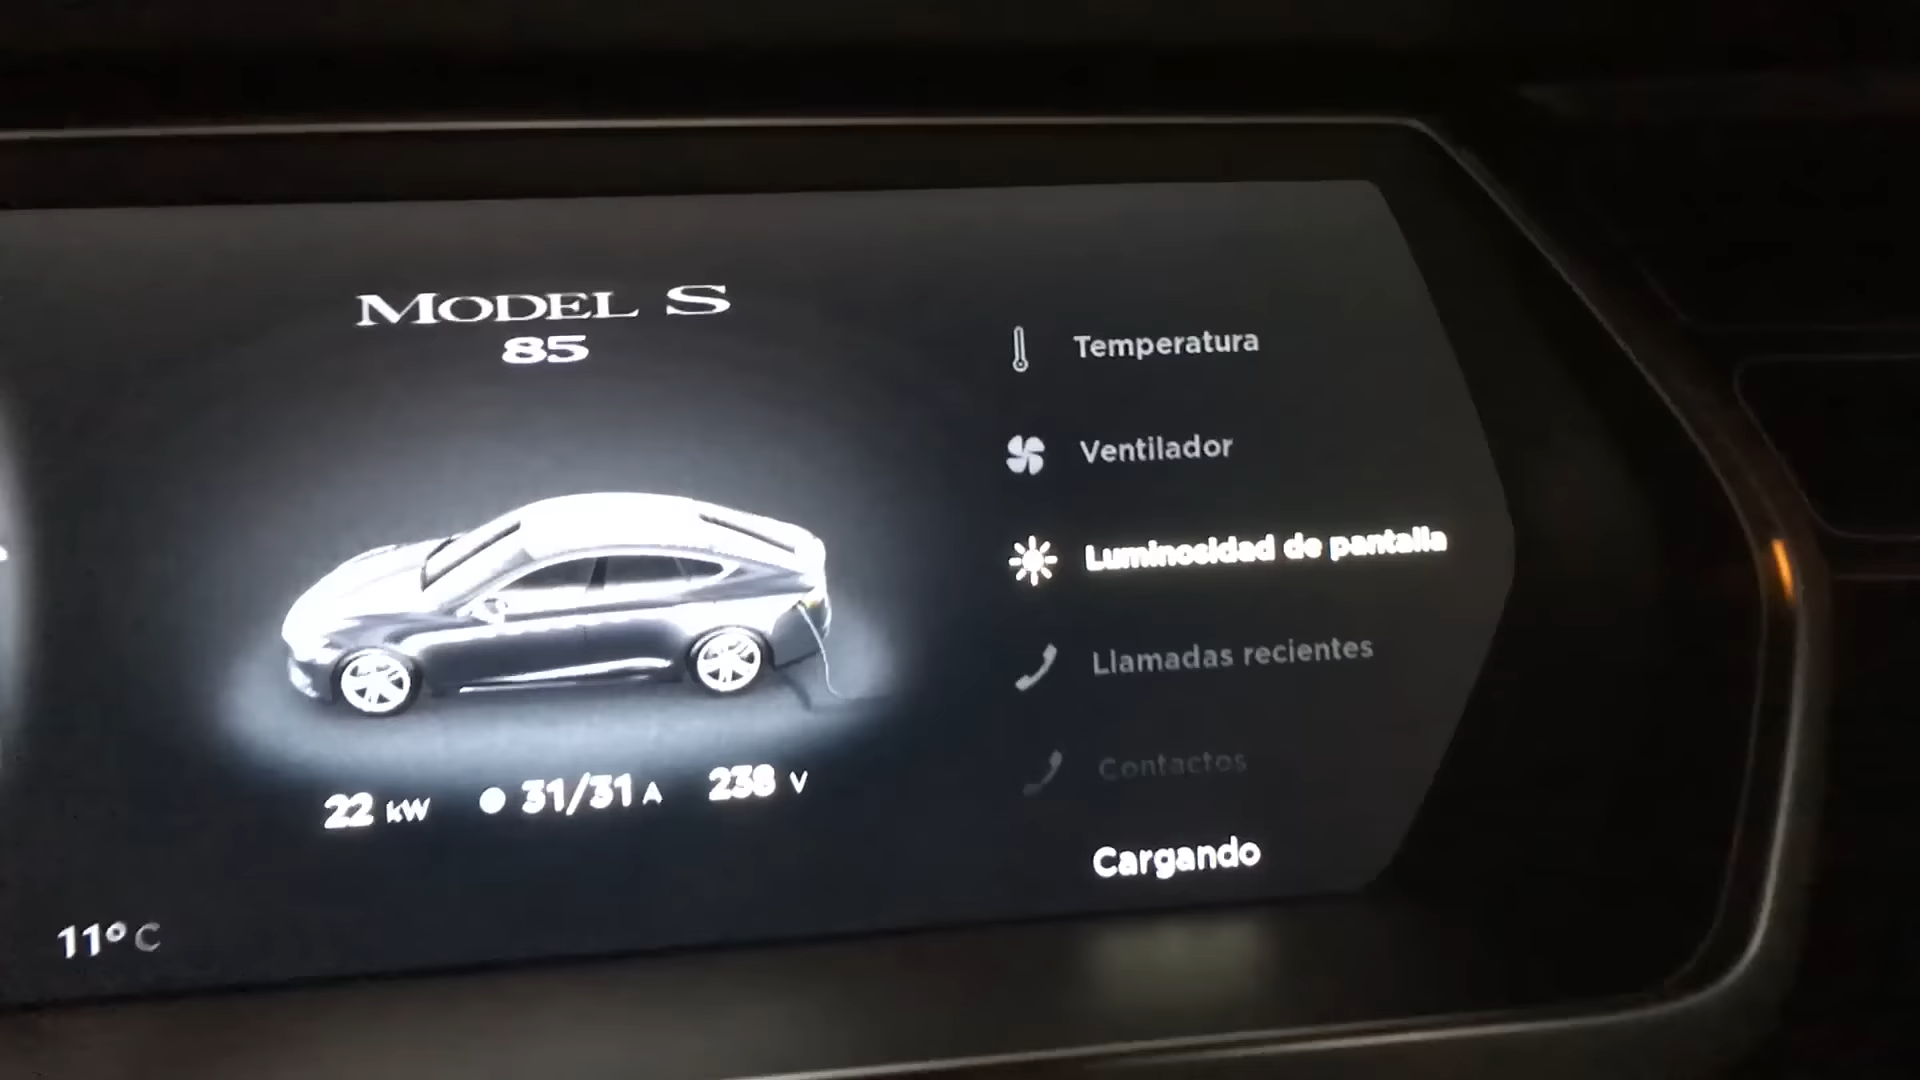 MODEL S
85
Temperatura
Ventilador
Luminosidad de pantalla
Llamadas recientes
Contactos
22 kW 31/31 A 238 V
Cargando
11° C